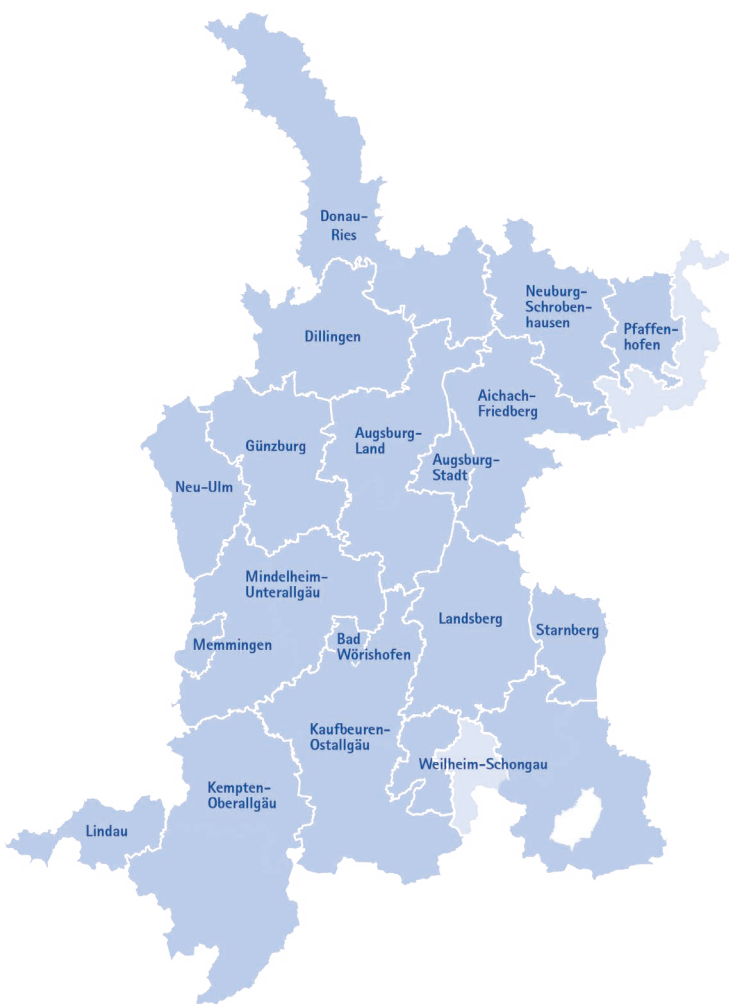 Donau-
Ries
Neuburg-
Schroben-
hausen
Pfaffen-
hofen
Dillingen
Aichach-
Friedberg
Augsburg-
Land
Günzburg
Augsburg-
Stadt
Neu-Ulm
Mindelheim-
Unterallgäu
Landsberg
Starnberg
Memmingen
Bad
Wörishofen
Kaufbeuren-
Ostallgäu
Weilheim-Schongau
Kempten-
Oberallgäu
Lindau